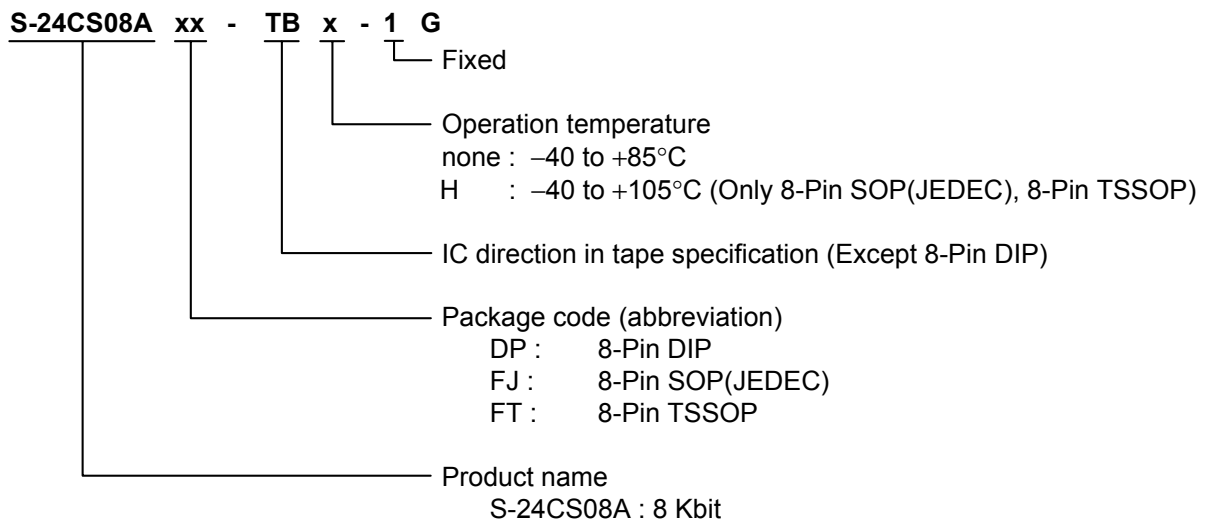 S-24CS08A xx - TB x - 1 G
Fixed
Operation temperature
none : −40 to +85°C
H : −40 to +105°C (Only 8-Pin SOP(JEDEC), 8-Pin TSSOP)
IC direction in tape specification (Except 8-Pin DIP)
Package code (abbreviation)
DP : 8-Pin DIP
FJ : 8-Pin SOP(JEDEC)
FT : 8-Pin TSSOP
Product name
S-24CS08A : 8 Kbit